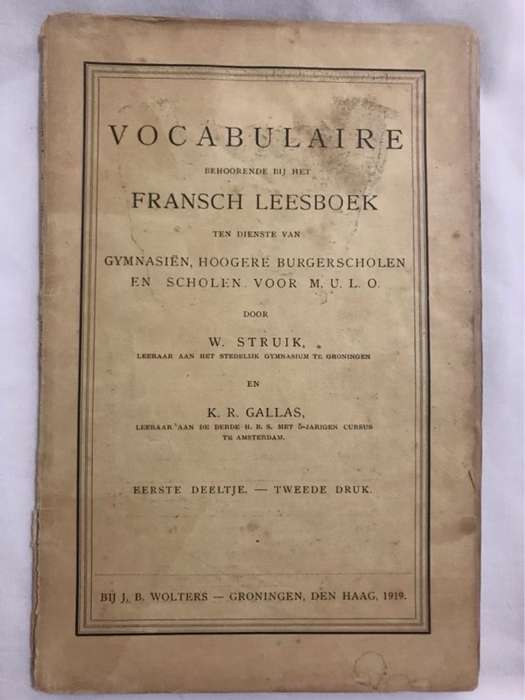 VOCABULAIRE
BEHOORENDE BIJ HET
FRANSCH LEESBOEK
TEN DIENSTE VAN
GYMNASIËN, HOOGERE BURGERSCHOLEN
EN SCHOLEN VOOR M. U. L. O.
DOOR
W. STRUIK,
LEERAAR AAN HET STEDELIJK GYMNASIUM TE GRONINGEN
EN
K. R. GALLAS,
LEERAAR AAN DE DERDE H. B. S. MET 5-JARIGEN CURSUS
TE AMSTERDAM.
EERSTE DEELTJE. — TWEEDE DRUK.
BIJ J. B. WOLTERS — GRONINGEN, DEN HAAG, 1919.